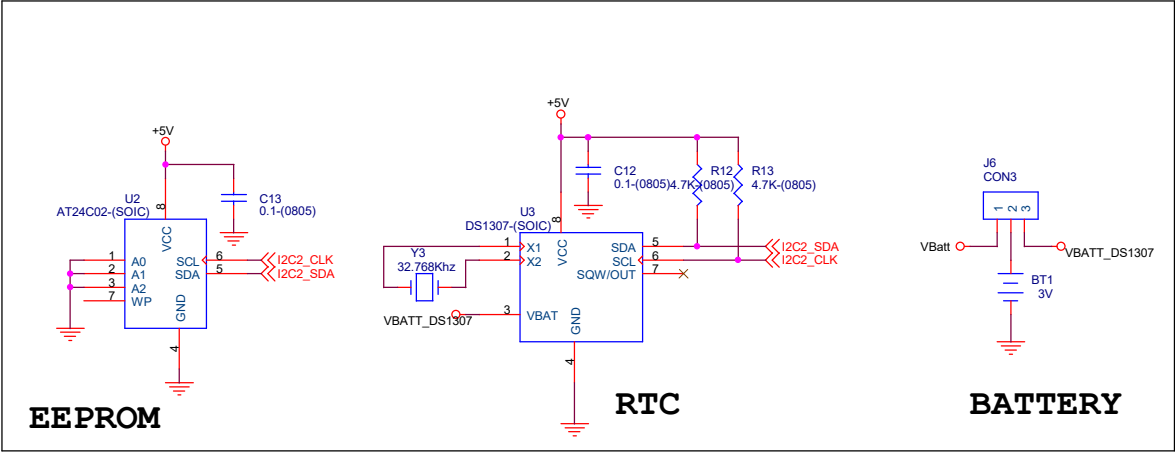 +5V
U2
AT24C02-(SOIC)
C13
0.1-(0805)
8
VCC
1
A0
2
A1
3
A2
7
WP
SCL
6
I2C2_CLK
SDA
5
I2C2_SDA
GND
4
EEPROM
+5V
C12
0.1-(0805)
R12
4.7K-(0805)
R13
4.7K-(0805)
U3
DS1307-(SOIC)
8
VCC
1
X1
2
X2
Y3
32.768Khz
SDA
5
I2C2_SDA
SCL
6
I2C2_CLK
SQW/OUT
7
3
VBAT
VBATT_DS1307
GND
4
RTC
J6
CON3
1
2
3
VBatt
VBATT_DS1307
BT1
3V
BATTERY